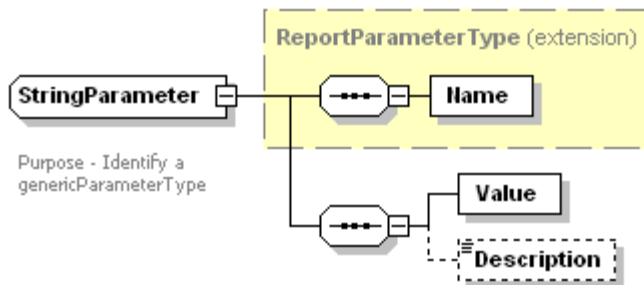 ReportParameterType (extension)
StringParameter
Name
Purpose - Identify a
genericParameterType
Value
Description